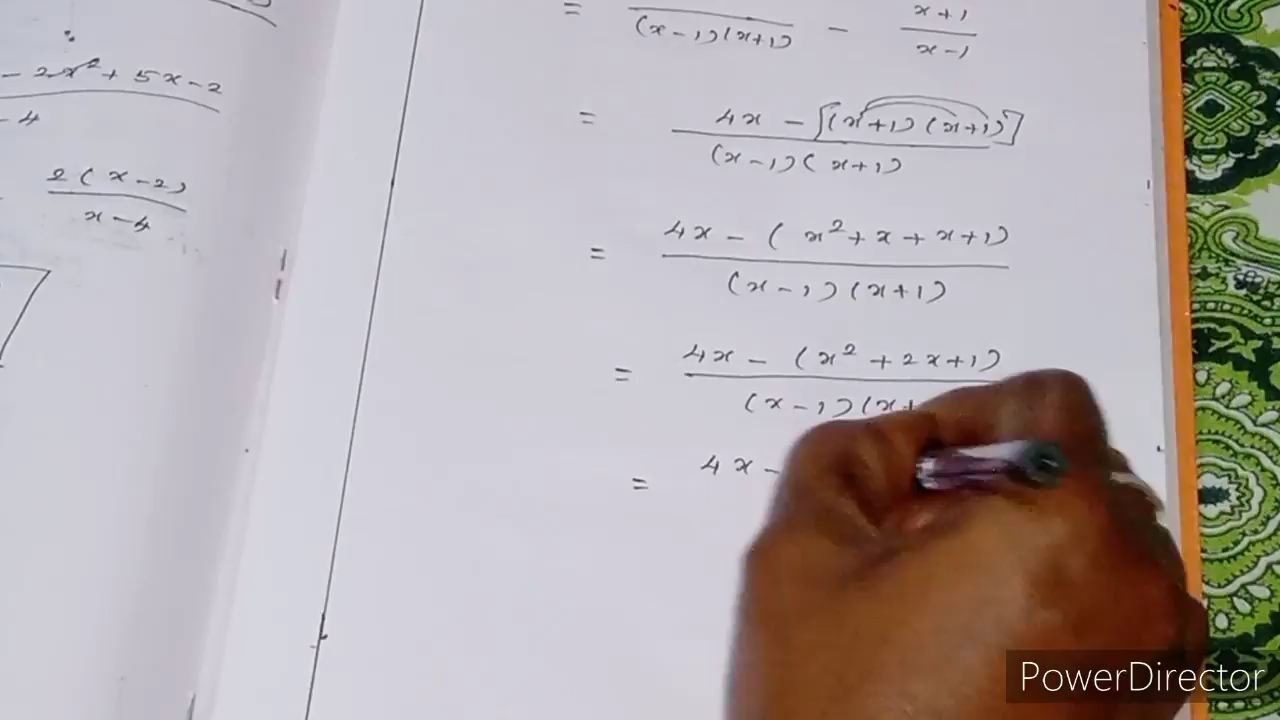 - 2x² + 5x - 2
- 4
2 ( x - 2 )
x - 4
x + 1
= (x - 1)(x + 1) - x - 1
= 4x - [(x + 1) (x + 1)]
(x - 1) ( x + 1)
= 4x - ( x² + x + x + 1)
(x - 1) (x + 1)
= 4x - (x² + 2x + 1)
(x - 1) (x +
= 4x -
PowerDirector